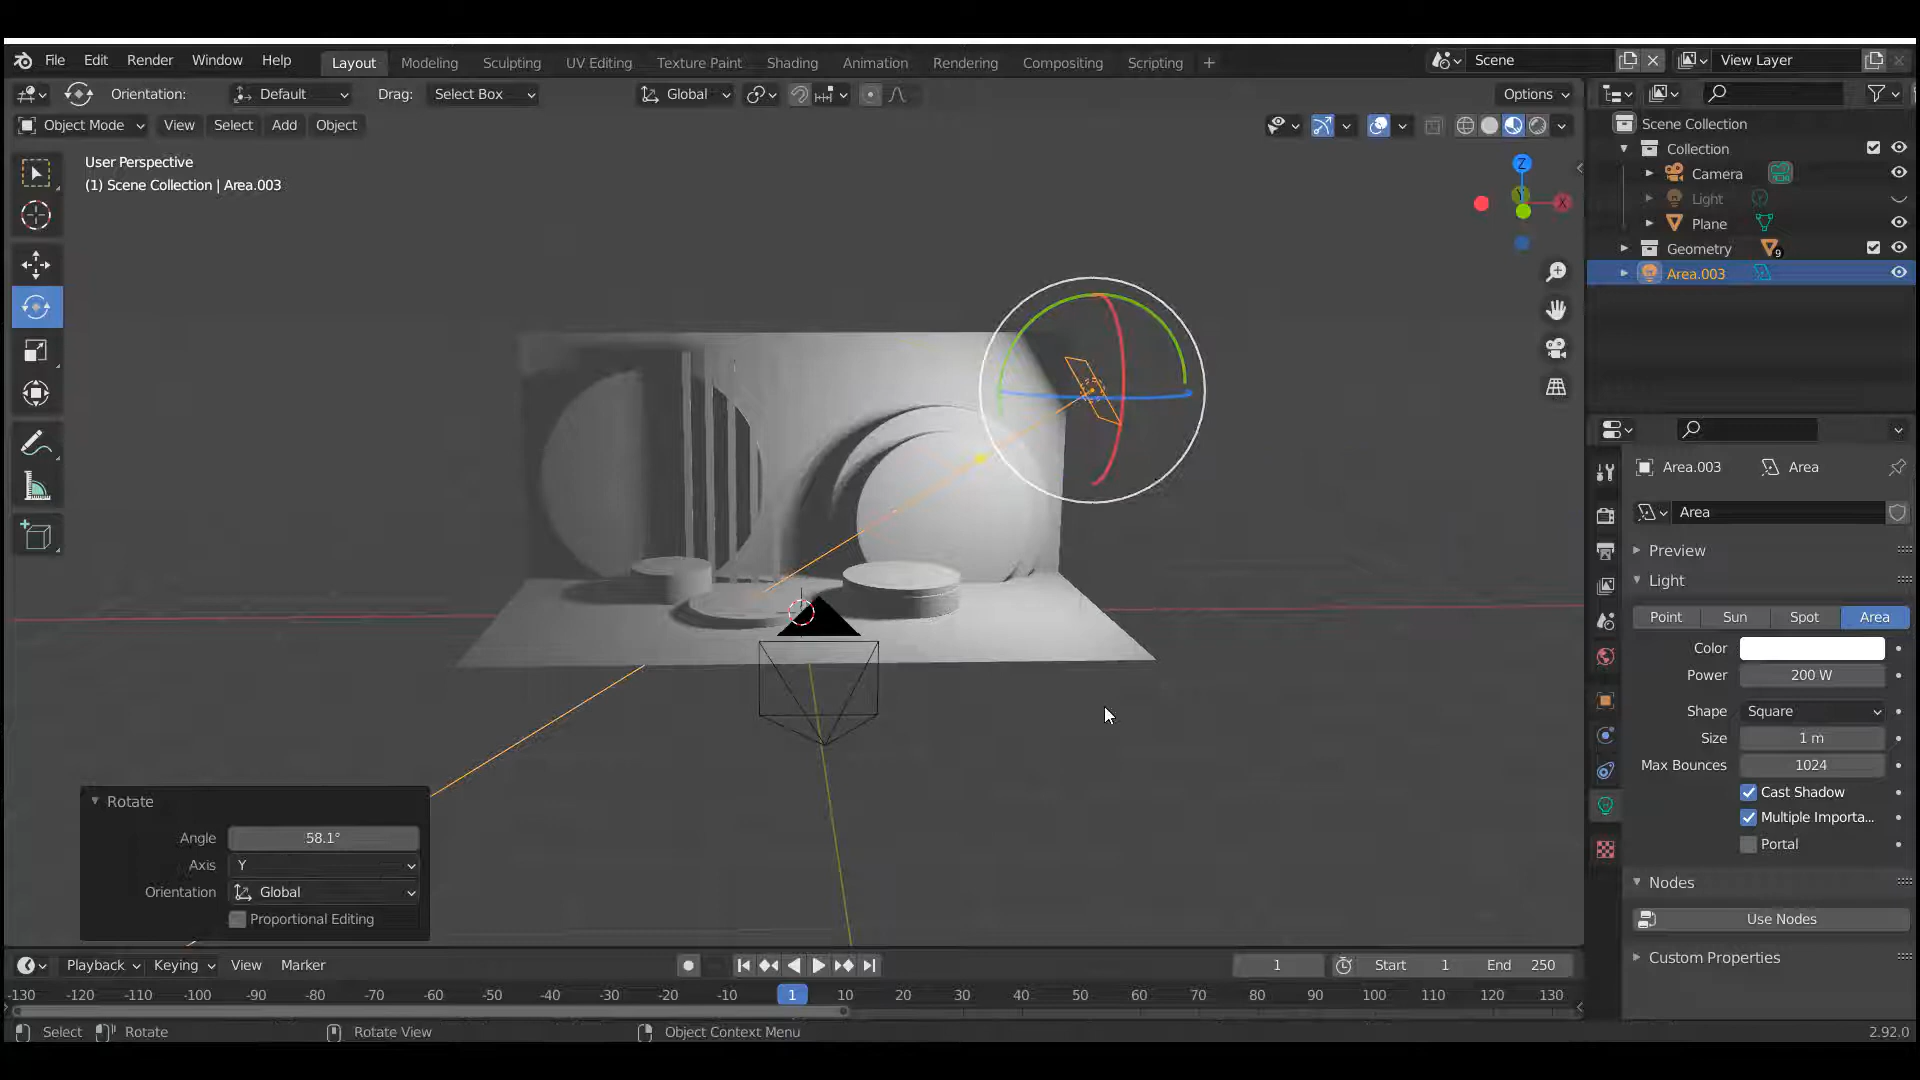 File Edit Render Window Help Layout Modeling Sculpting UV Editing Texture Paint Shading Animation Rendering Compositing Scripting + Scene View Layer
Orientation: Default Drag: Select Box Global Options
Object Mode View Select Add Object
User Perspective
(1) Scene Collection | Area.003
Z
Y
X
Scene Collection
Collection
Camera
Light
Plane
Geometry 9
Area.003
Area.003 Area
Area
Preview
Light
Point Sun Spot Area
Color
Power 200 W
Shape Square
Size 1 m
Max Bounces 1024
Cast Shadow
Multiple Importa...
Portal
Nodes
Use Nodes
Custom Properties
Rotate
Angle 58.1°
Axis Y
Orientation Global
Proportional Editing
Playback Keying View Marker 1 Start 1 End 250
-130 -120 -110 -100 -90 -80 -70 -60 -50 -40 -30 -20 -10 1 10 20 30 40 50 60 70 80 90 100 110 120 130
Select Rotate Rotate View Object Context Menu 2.92.0